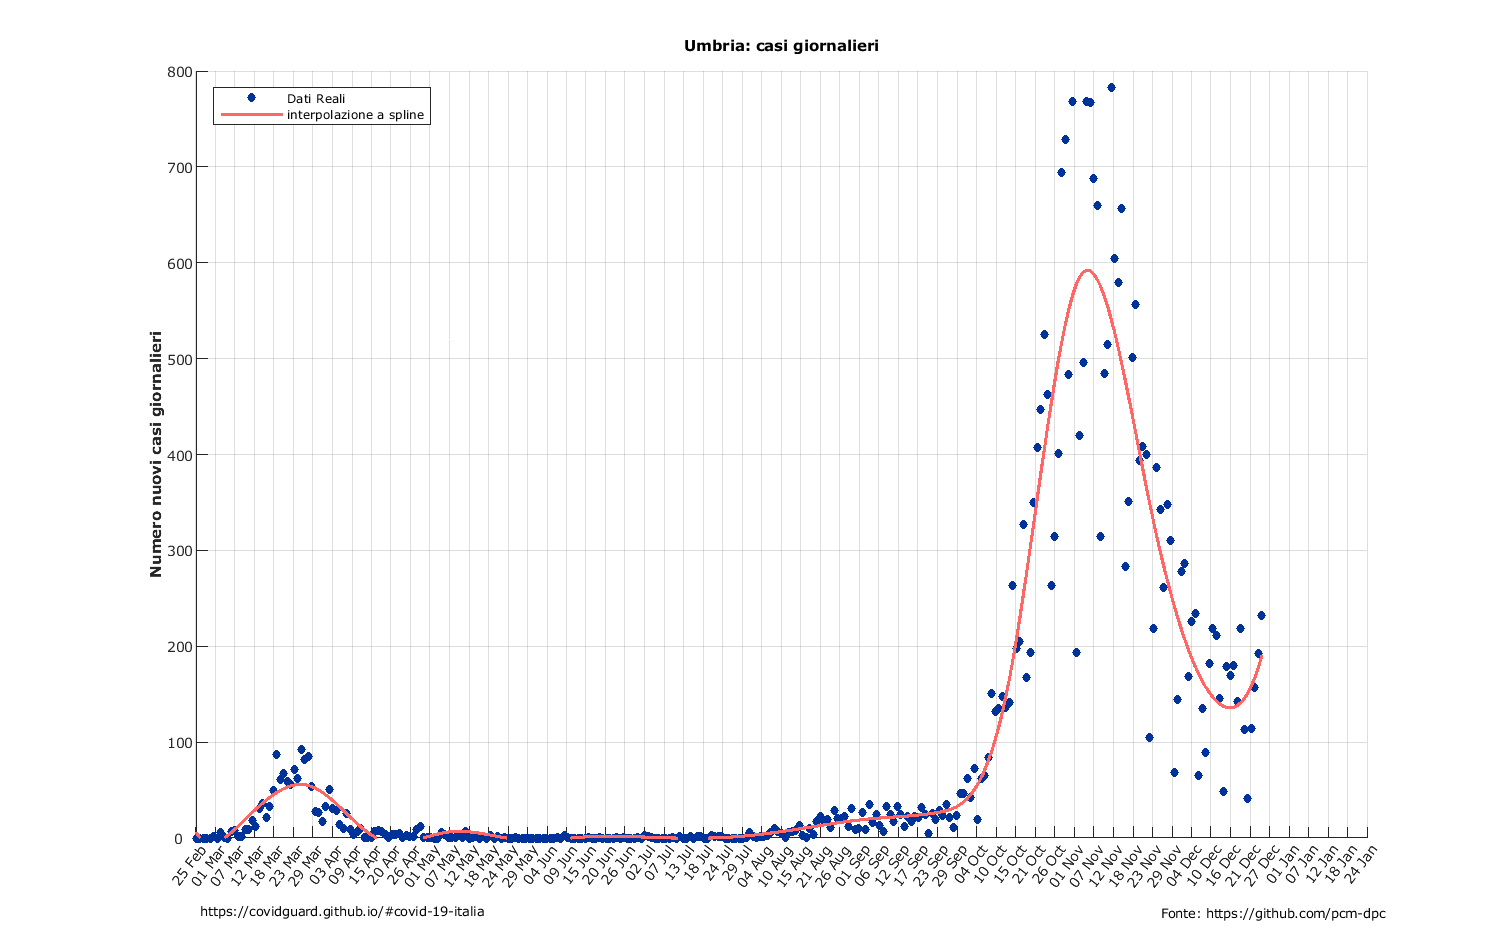 Umbria: casi giornalieri
Dati Reali
interpolazione a spline
Numero nuovi casi giornalieri
800
700
600
500
400
300
200
100
0
25 Feb
01 Mar
07 Mar
12 Mar
18 Mar
23 Mar
29 Mar
03 Apr
09 Apr
15 Apr
20 Apr
26 Apr
01 May
07 May
12 May
18 May
24 May
29 May
04 Jun
09 Jun
15 Jun
20 Jun
26 Jun
02 Jul
07 Jul
13 Jul
18 Jul
24 Jul
29 Jul
04 Aug
10 Aug
15 Aug
21 Aug
26 Aug
01 Sep
06 Sep
12 Sep
17 Sep
23 Sep
29 Sep
04 Oct
10 Oct
15 Oct
21 Oct
26 Oct
01 Nov
07 Nov
12 Nov
18 Nov
23 Nov
29 Nov
04 Dec
10 Dec
16 Dec
21 Dec
27 Dec
01 Jan
07 Jan
12 Jan
18 Jan
24 Jan
https://covidguard.github.io/#covid-19-italia
Fonte: https://github.com/pcm-dpc